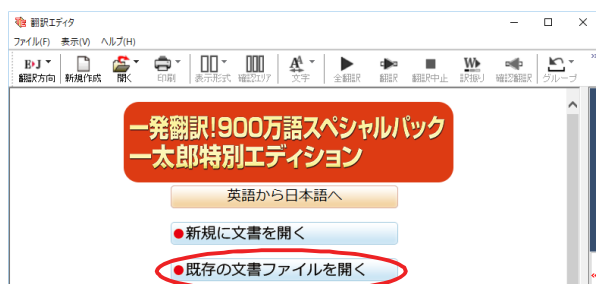 翻訳エディタ
ファイル(F) 表示(V) ヘルプ(H)
E▸J
翻訳方向 新規作成 開く 印刷 表示形式 確認エリア 文字 全翻訳 翻訳 翻訳中止 訳振り 確認翻訳 グループ
一発翻訳!900万語スペシャルパック
一太郎特別エディション
英語から日本語へ
●新規に文書を開く
●既存の文書ファイルを開く